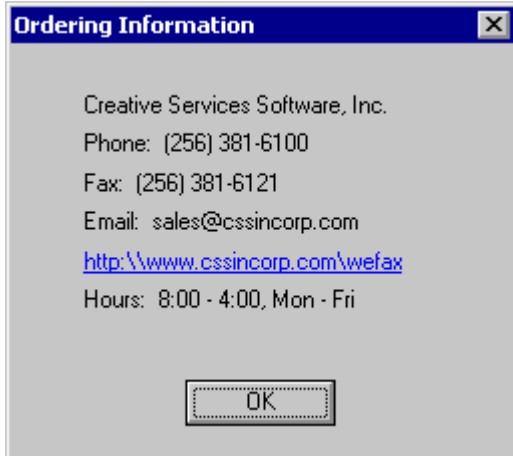 Ordering Information
Creative Services Software, Inc.
Phone: (256) 381-6100
Fax: (256) 381-6121
Email: sales@cssincorp.com
http:\\www.cssincorp.com\wefax
Hours: 8:00 - 4:00, Mon - Fri
OK